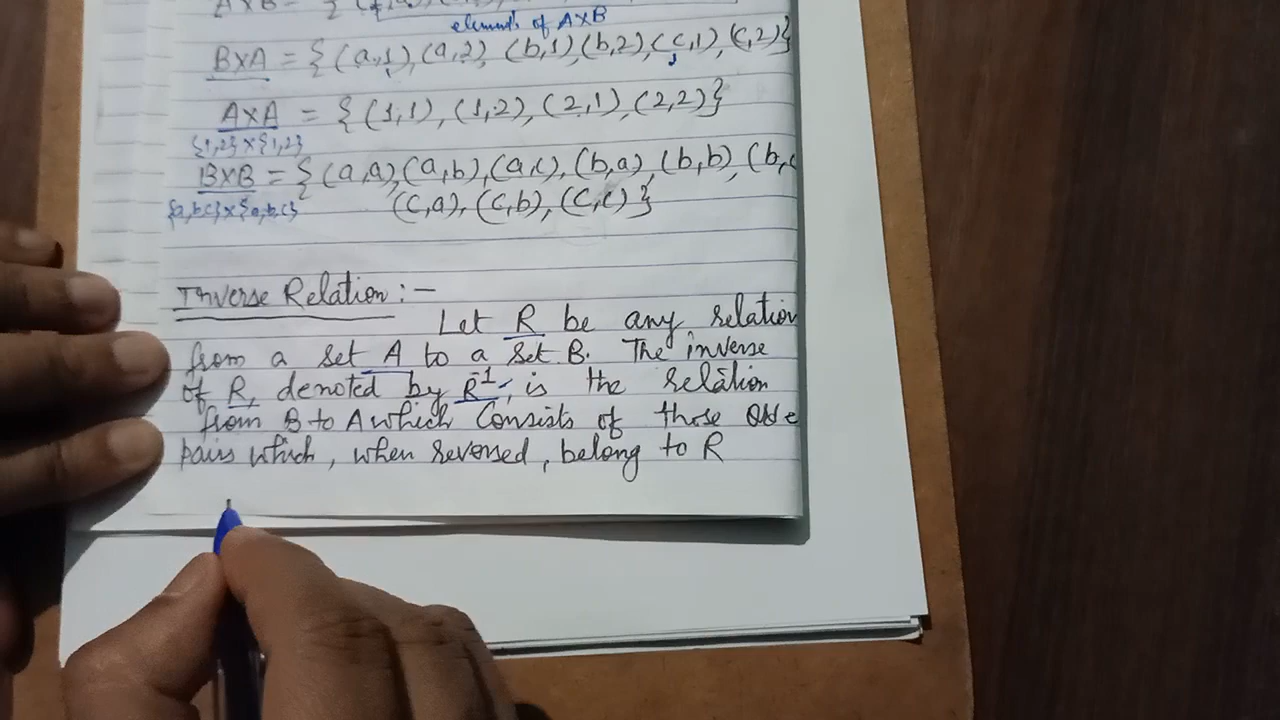 A×B = {
elements of A×B
B×A = {(a,1),(a,2), (b,1),(b,2),(c,1),(c,2)}
A×A = {(1,1),(1,2),(2,1),(2,2)}
{1,2}×{1,2}
B×B = {(a,a),(a,b),(a,c),(b,a),(b,b),(b,
{a,b,c}×{a,b,c} (c,a),(c,b),(c,c)}
Inverse Relation :-
Let R be any relation
from a set A to a set B. The inverse
of R, denoted by R⁻¹, is the relation
from B to A which consists of those
pairs which, when reversed, belong to R